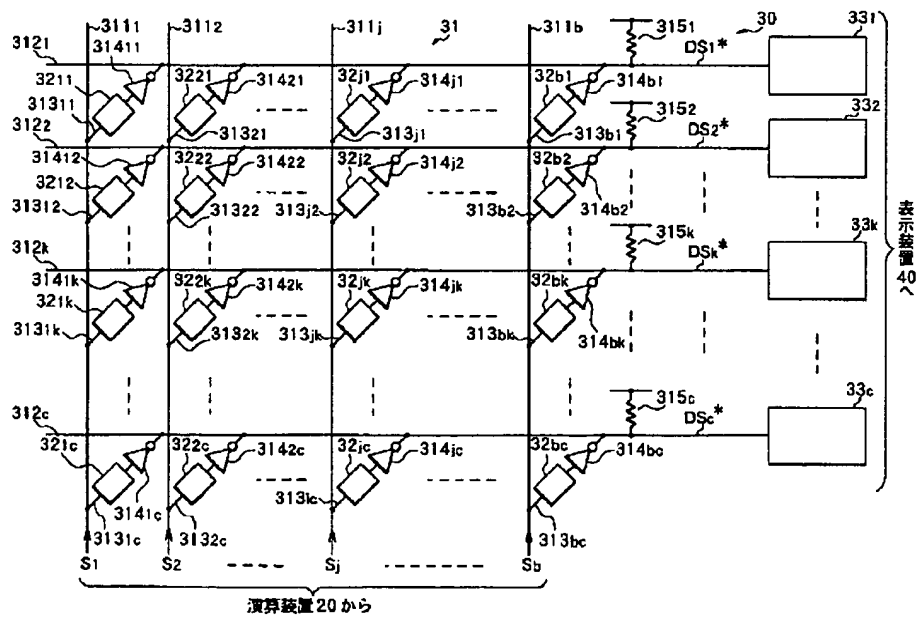 311₁ 311₂ 311j 31 311b 315₁ 30 33₁
312₁ 314₁₁ DS₁*
32₁₁ 32₂₁ 314₂₁ 32j₁ 314j₁ 32b₁ 314b₁
313₁₁ 315₂ 33₂
312₂ 313₂₁ 313j₁ 313b₁ DS₂*
314₁₂ 32₂₂ 314₂₂ 32j₂ 314j₂ 32b₂
32₁₂ 314b₂
313₁₂ 313₂₂ 313j₂ 313b₂
312k 315k DSk* 33k
314₁k 32₂k 314₂k 32jk 314jk 32bk
32₁k
313₁k 313₂k 313jk 313bk 314bk
312c 315c DSc* 33c
32₁c 32₂c 314₂c 32jc 314jc 32bc 314bc
314₁c 313lc
313₁c 313₂c 313bc
S₁ S₂ Sj Sb
演算装置20から
表示装置40へ